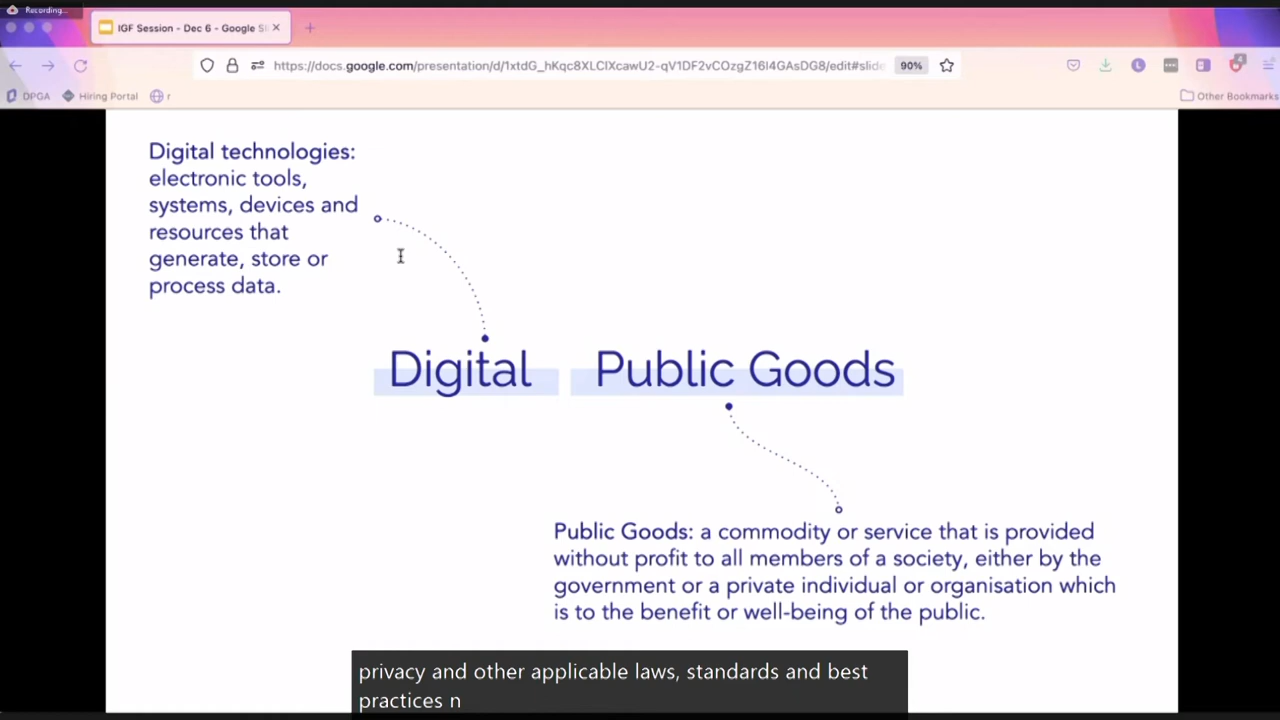 Recording...
IGF Session - Dec 6 - Google Sl
https://docs.google.com/presentation/d/1xtdG_hKqc8XLClXcawU2-qV1DF2vCOzgZ16I4GAsDG8/edit#slide
90%
DPGA
Hiring Portal
r
Other Bookmarks
Digital technologies:
electronic tools,
systems, devices and
resources that
generate, store or
process data.
Digital Public Goods
Public Goods: a commodity or service that is provided
without profit to all members of a society, either by the
government or a private individual or organisation which
is to the benefit or well-being of the public.
privacy and other applicable laws, standards and best
practices n